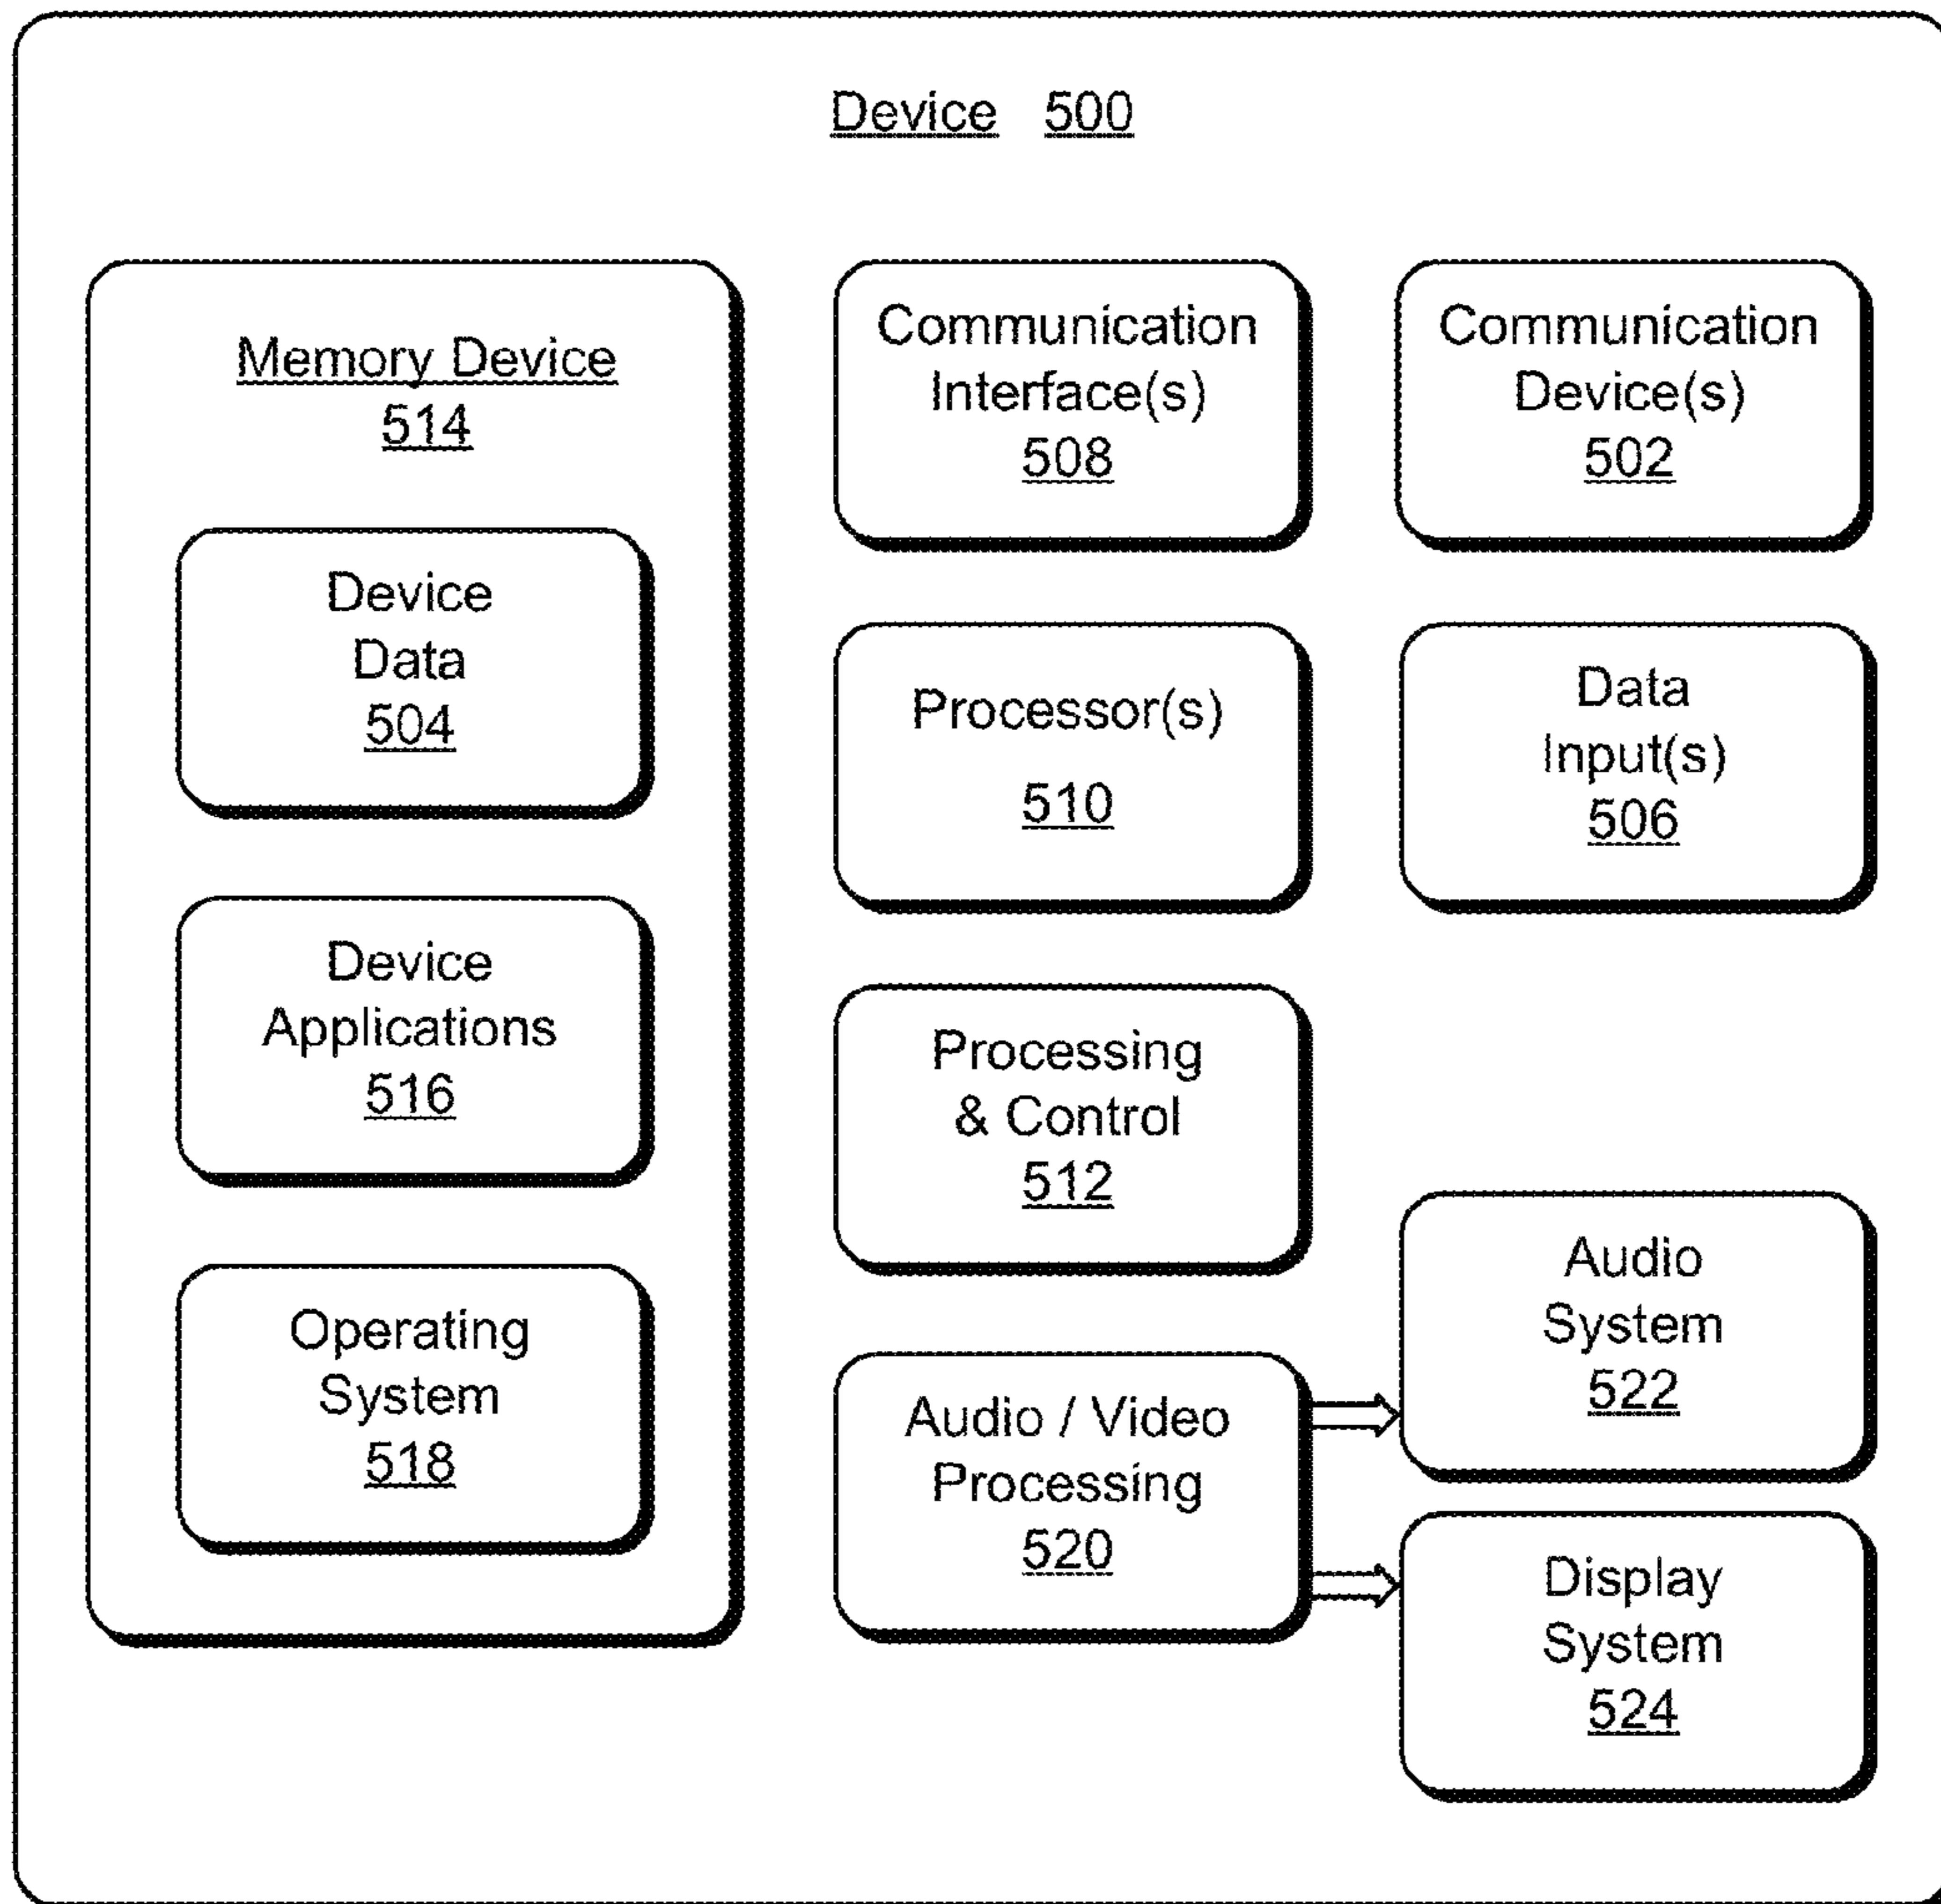 Device 500
Memory Device
514
Device
Data
504
Device
Applications
516
Operating
System
518
Communication
Interface(s)
508
Processor(s)
510
Processing
& Control
512
Audio / Video
Processing
520
Communication
Device(s)
502
Data
Input(s)
506
Audio
System
522
Display
System
524